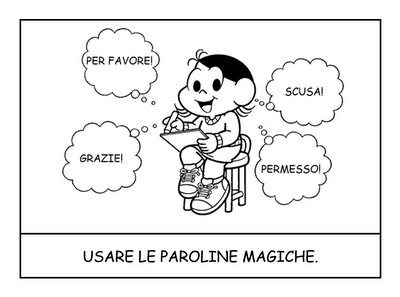 PER FAVORE!
SCUSA!
GRAZIE!
PERMESSO!
USARE LE PAROLINE MAGICHE.